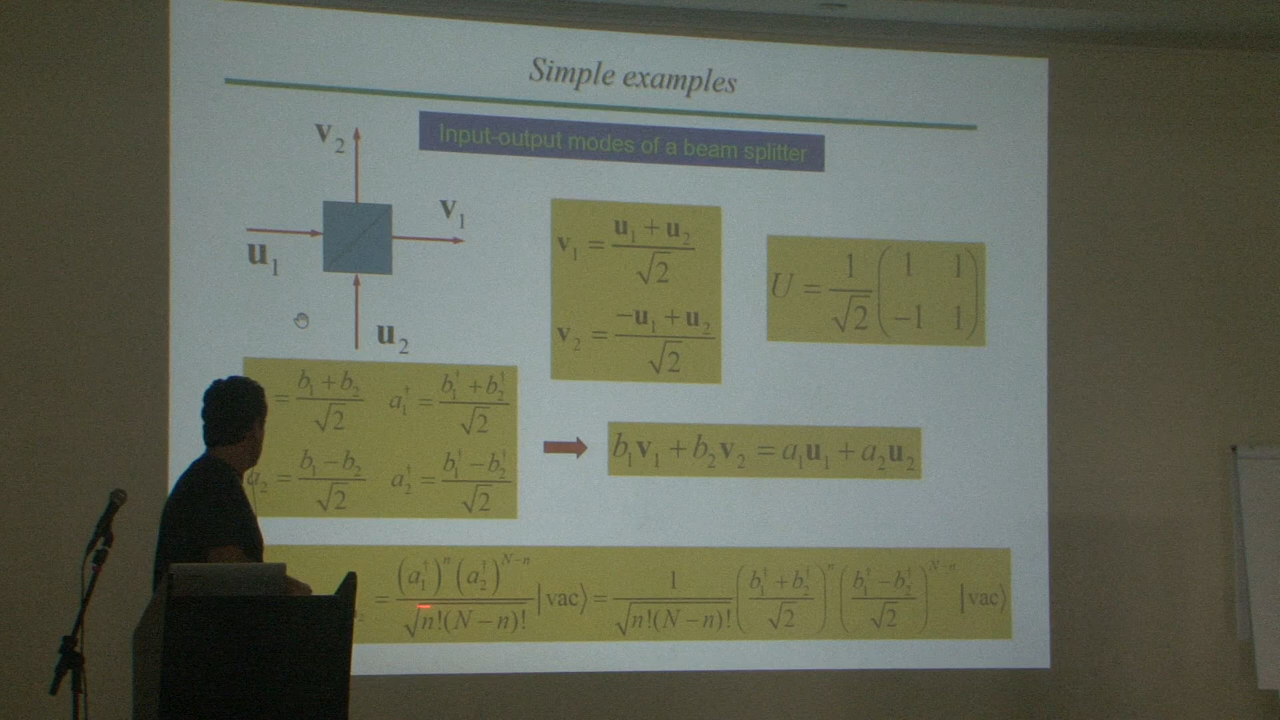 Simple examples
Input-output modes of a beam splitter
v₂
v₁
u₁
u₂
v₁ = (u₁ + u₂)/√2
v₂ = (−u₁ + u₂)/√2
U = 1/√2 (1 1; −1 1)
= (b₁ + b₂)/√2   a₁† = (b₁† + b₂†)/√2
a₂ = (b₁ − b₂)/√2   a₂† = (b₁† − b₂†)/√2
b₁v₁ + b₂v₂ = a₁u₁ + a₂u₂
= (a₁†)ⁿ (a₂†)ᴺ⁻ⁿ/√n!(N − n)! |vac⟩ = 1/√n!(N − n)! ((b₁† + b₂†)/√2)ⁿ ((b₁† − b₂†)/√2)ᴺ⁻ⁿ |vac⟩